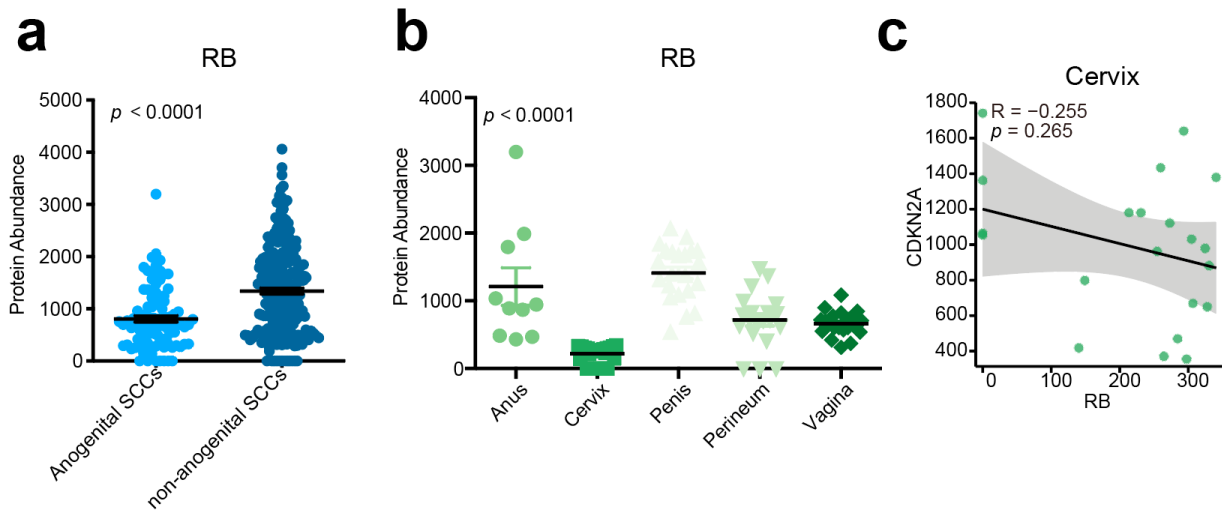 a
RB
p < 0.0001
Protein Abundance
5000
4000
3000
2000
1000
0
Anogenital SCCs
non-anogenital SCCs
b
RB
p < 0.0001
Protein Abundance
4000
3000
2000
1000
0
Anus
Cervix
Penis
Perineum
Vagina
c
Cervix
R = −0.255
p = 0.265
CDKN2A
1800
1600
1400
1200
1000
800
600
400
0
100
200
300
RB